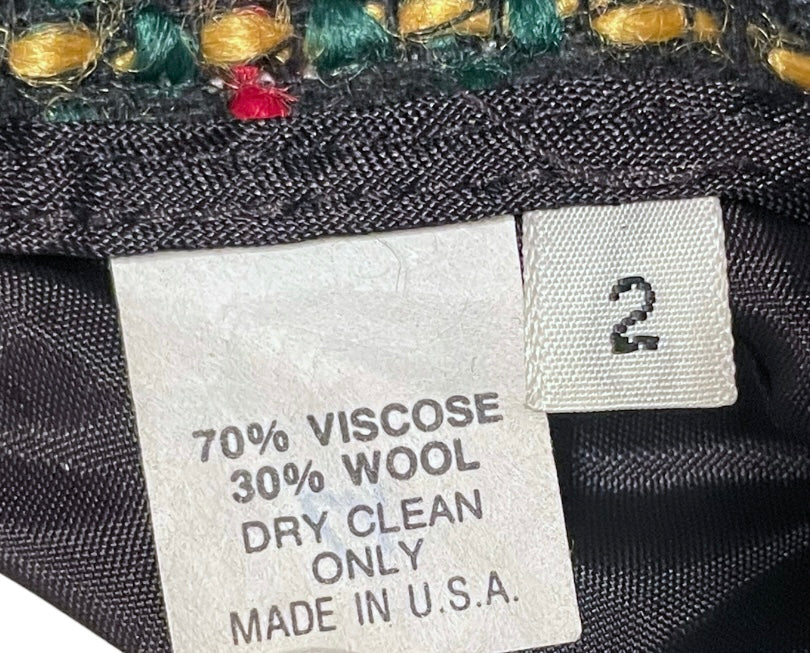 2
70% VISCOSE
30% WOOL
DRY CLEAN
ONLY
MADE IN U.S.A.